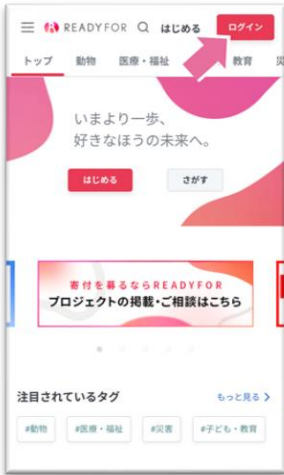 READYFOR はじめる ログイン
トップ 動物 医療・福祉 教育
いまより一歩、
好きなほうの未来へ。
はじめる さがす
寄付を募るならREADYFOR
プロジェクトの掲載・ご相談はこちら
注目されているタグ もっと見る
#動物 #医療・福祉 #災害 #子ども・教育